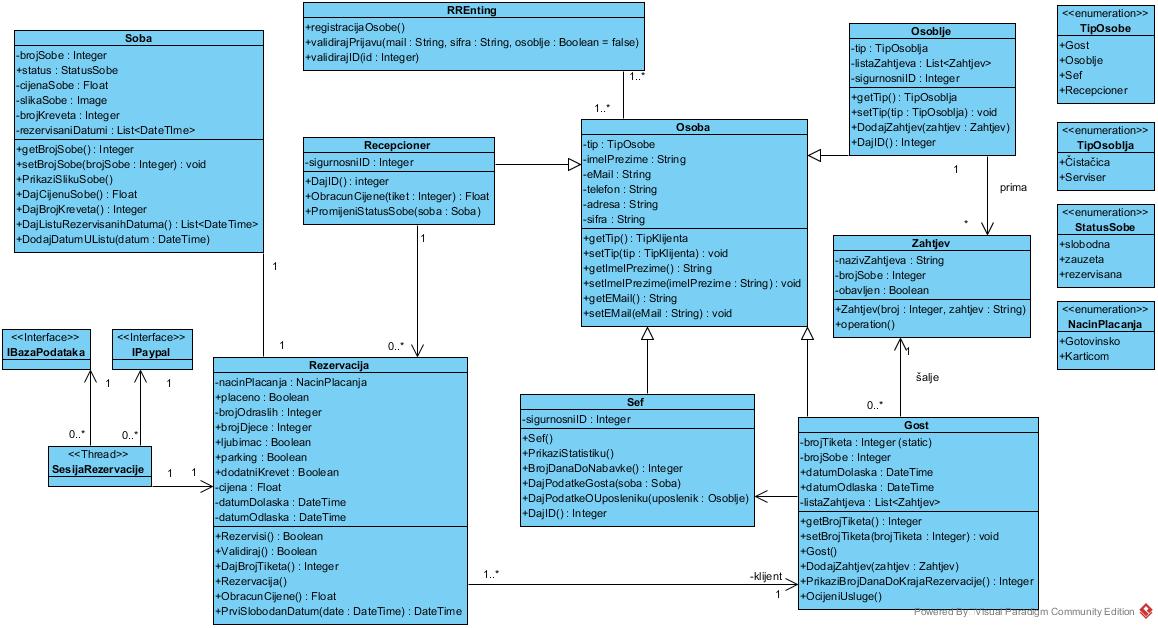 Soba
-brojSobe : Integer
+status : StatusSobe
-cijenaSobe : Float
-slikaSobe : Image
-brojKreveta : Integer
-rezervisaniDatumi : List<DateTIme>
+getBrojSobe() : Integer
+setBrojSobe(brojSobe : Integer) : void
+PrikaziSlikuSobe()
+DajCijenuSobe() : Float
+DajBrojKreveta() : Integer
+DajListuRezervisanihDatuma() : List<DateTime>
+DodajDatumUListu(datum : DateTime)
RREnting
+registracijaOsobe()
+validirajPrijavu(mail : String, sifra : String, osoblje : Boolean = false)
+validirajID(id : Integer)
1..*
1..*
Recepcioner
-sigurnosniID : Integer
+DajID() : integer
+ObracunCijene(tiket : Integer) : Float
+PromijeniStatusSobe(soba : Soba)
1
0..*
Osoba
-tip : TipOsobe
-imeIPrezime : String
-eMail : String
-telefon : String
-adresa : String
-sifra : String
+getTip() : TipKlijenta
+setTip(tip : TipKlijenta) : void
+getImeIPrezime() : String
+setImeIPrezime(imeIPrezime : String) : void
+getEMail() : String
+setEMail(eMail : String) : void
Osoblje
-tip : TipOsoblja
-listaZahtjeva : List<Zahtjev>
-sigurnosniID : Integer
+getTip() : TipOsoblja
+setTip(tip : TipOsoblja) : void
+DodajZahtjev(zahtjev : Zahtjev)
+DajID() : Integer
1
prima
*
Zahtjev
-nazivZahtjeva : String
-brojSobe : Integer
-obavljen : Boolean
+Zahtjev(broj : Integer, zahtjev : String)
+operation()
1
šalje
0..*
<<enumeration>>
TipOsobe
+Gost
+Osoblje
+Sef
+Recepcioner
<<enumeration>>
TipOsoblja
+Čistačica
+Serviser
<<enumeration>>
StatusSobe
+slobodna
+zauzeta
+rezervisana
<<enumeration>>
NacinPlacanja
+Gotovinsko
+Karticom
1
1
<<Interface>>
IBazaPodataka
<<Interface>>
IPaypal
1
1
0..*
0..*
<<Thread>>
SesijaRezervacije
1
1
Rezervacija
-nacinPlacanja : NacinPlacanja
+placeno : Boolean
-brojOdraslih : Integer
+brojDjece : Integer
+ljubimac : Boolean
+parking : Boolean
+dodatniKrevet : Boolean
-cijena : Float
-datumDolaska : DateTime
-datumOdlaska : DateTime
+Rezervisi() : Boolean
+Validiraj() : Boolean
+DajBrojTiketa() : Integer
+Rezervacija()
+ObracunCijene() : Float
+PrviSlobodanDatum(date : DateTime) : DateTime
1..*
-klijent
1
Sef
-sigurnosniID : Integer
+Sef()
+PrikaziStatistiku()
+BrojDanaDoNabavke() : Integer
+DajPodatkeGosta(soba : Soba)
+DajPodatkeOUposleniku(uposlenik : Osoblje)
+DajID() : Integer
Gost
-brojTiketa : Integer (static)
-brojSobe : Integer
+datumDolaska : DateTime
+datumOdlaska : DateTime
-listaZahtjeva : List<Zahtjev>
+getBrojTiketa() : Integer
+setBrojTiketa(brojTiketa : Integer) : void
+Gost()
+DodajZahtjev(zahtjev : Zahtjev)
+PrikaziBrojDanaDoKrajaRezervacije() : Integer
+OcijeniUsluge()
Powered By Visual Paradigm Community Edition